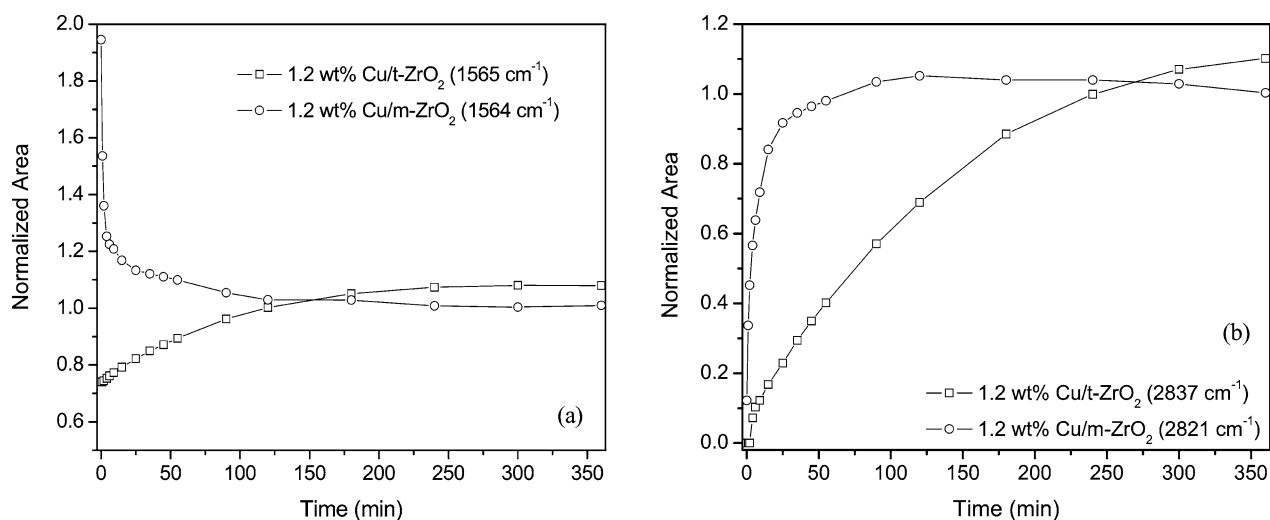 2.0
1.8
1.6
1.4
1.2
1.0
0.8
0.6
Normalized Area
1.2 wt% Cu/t-ZrO₂ (1565 cm⁻¹)
1.2 wt% Cu/m-ZrO₂ (1564 cm⁻¹)
(a)
0 50 100 150 200 250 300 350
Time (min)
1.2
1.0
0.8
0.6
0.4
0.2
0.0
Normalized Area
(b)
1.2 wt% Cu/t-ZrO₂ (2837 cm⁻¹)
1.2 wt% Cu/m-ZrO₂ (2821 cm⁻¹)
0 50 100 150 200 250 300 350
Time (min)